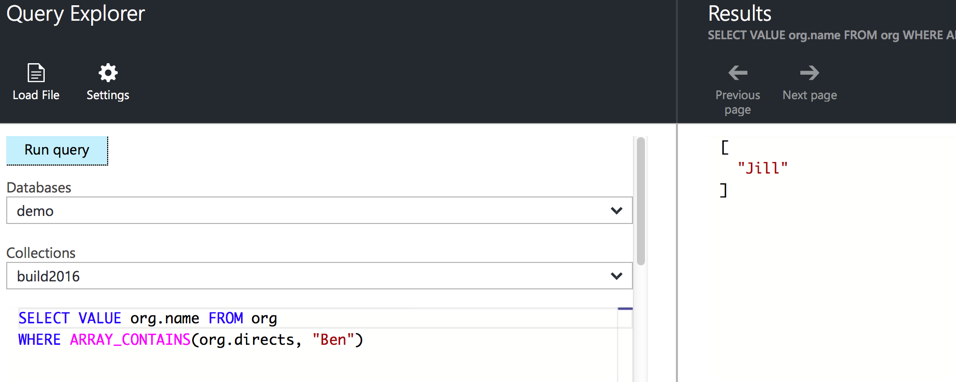 Query Explorer
Load File
Settings
Run query
Databases
demo
Collections
build2016
SELECT VALUE org.name FROM org
WHERE ARRAY_CONTAINS(org.directs, "Ben")
Results
SELECT VALUE org.name FROM org WHERE
Previous page
Next page
[
"Jill"
]